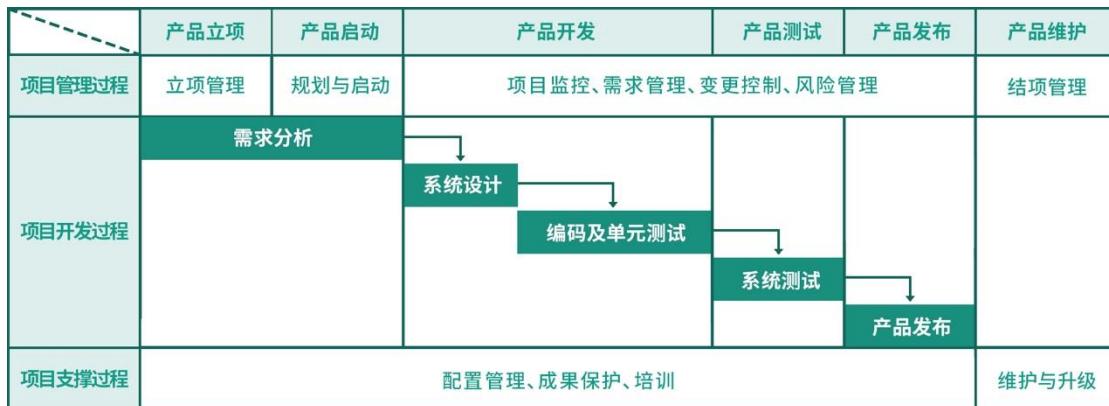 产品立项 产品启动 产品开发 产品测试 产品发布 产品维护
项目管理过程 立项管理 规划与启动 项目监控、需求管理、变更控制、风险管理 结项管理
需求分析
系统设计
项目开发过程 编码及单元测试
系统测试
产品发布
项目支撑过程 配置管理、成果保护、培训 维护与升级